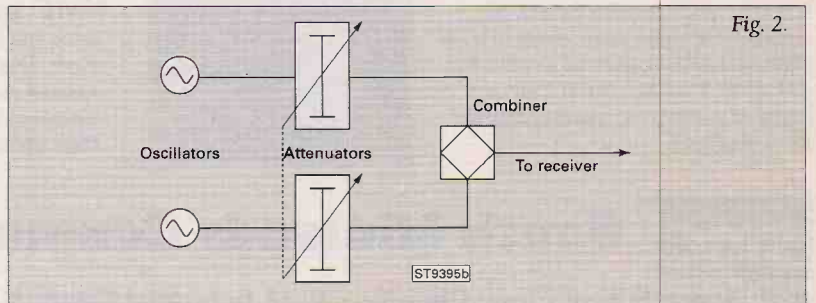 Fig. 2.
Combiner
Oscillators
Attenuators
To receiver
ST9395b